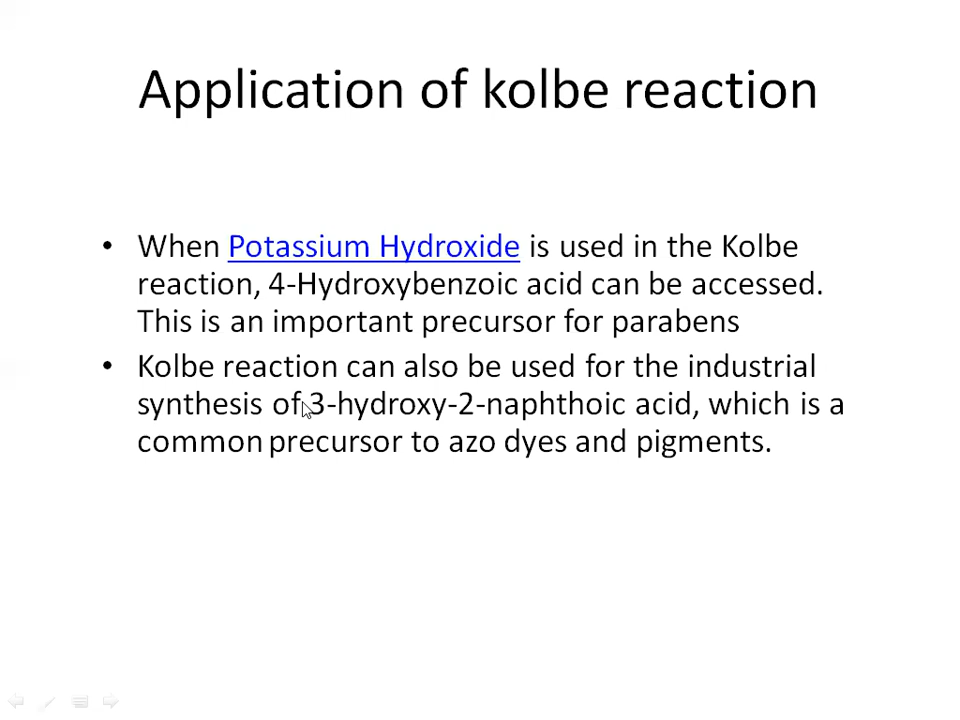 Application of kolbe reaction
• When Potassium Hydroxide is used in the Kolbe
reaction, 4-Hydroxybenzoic acid can be accessed.
This is an important precursor for parabens
• Kolbe reaction can also be used for the industrial
synthesis of 3-hydroxy-2-naphthoic acid, which is a
common precursor to azo dyes and pigments.